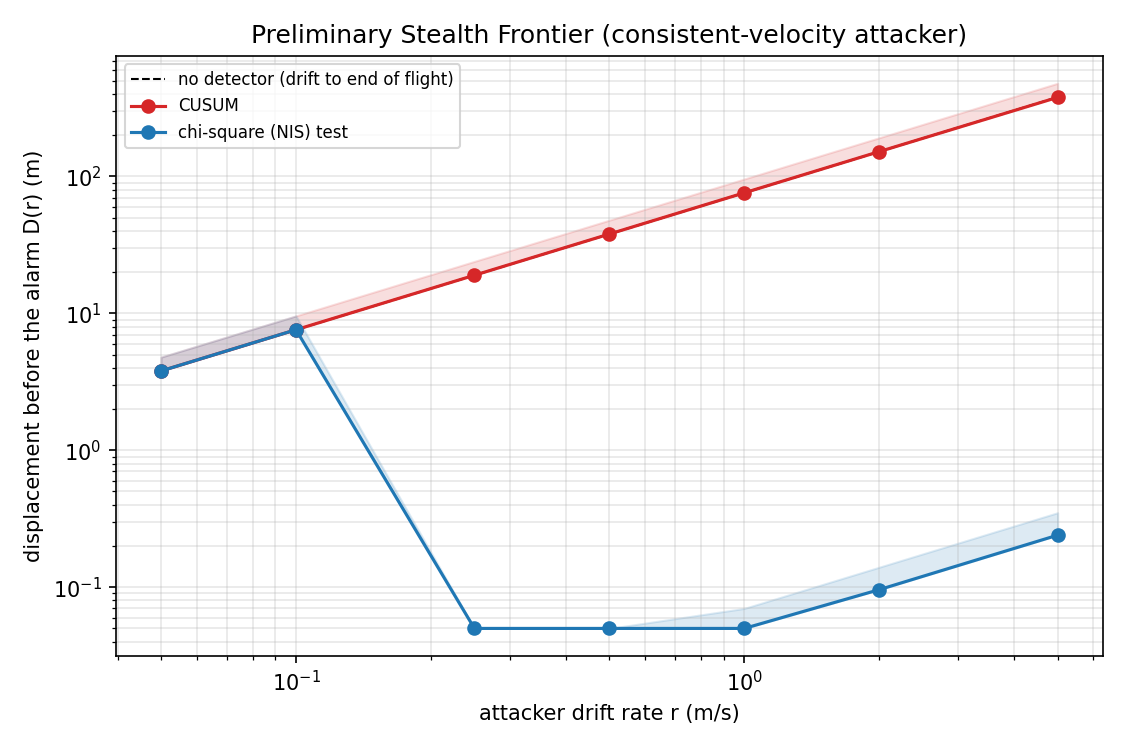 Preliminary Stealth Frontier (consistent-velocity attacker)
no detector (drift to end of flight)
CUSUM
chi-square (NIS) test
displacement before the alarm D(r) (m)
10²
10¹
10⁰
10⁻¹
10⁻¹ 10⁰
attacker drift rate r (m/s)